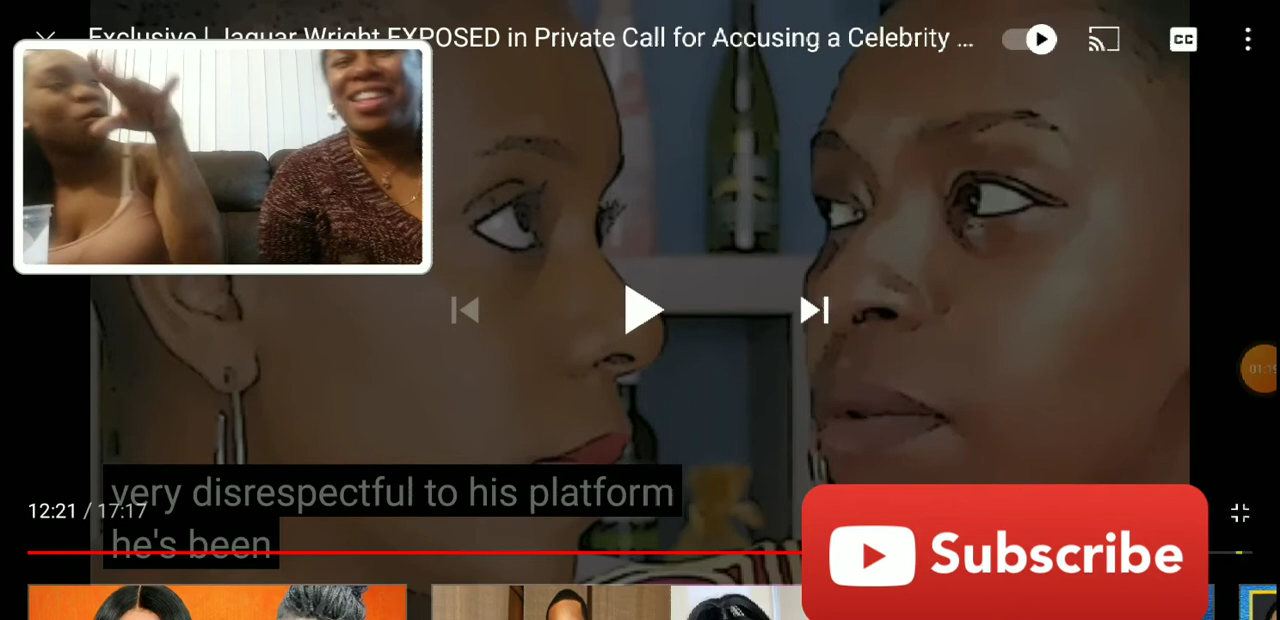 Exclusive | Jaguar Wright EXPOSED in Private Call for Accusing a Celebrity ...
CC
very disrespectful to his platform
12:21 / 17:17
he's been
Subscribe